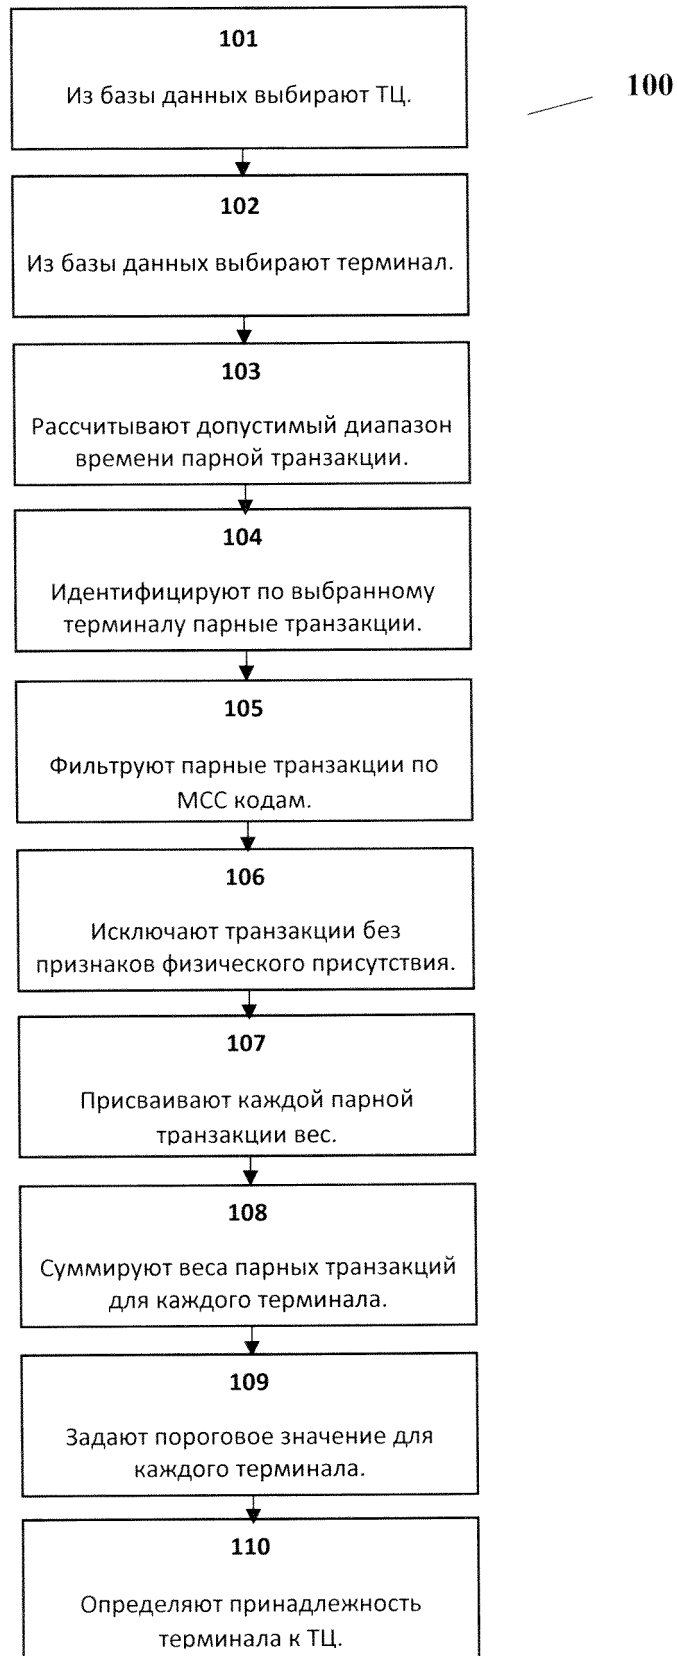 101
Из базы данных выбирают ТЦ.
100
102
Из базы данных выбирают терминал.
103
Рассчитывают допустимый диапазон
времени парной транзакции.
104
Идентифицируют по выбранному
терминалу парные транзакции.
105
Фильтруют парные транзакции по
МСС кодам.
106
Исключают транзакции без
признаков физического присутствия.
107
Присваивают каждой парной
транзакции вес.
108
Суммируют веса парных транзакций
для каждого терминала.
109
Задают пороговое значение для
каждого терминала.
110
Определяют принадлежность
терминала к ТЦ.